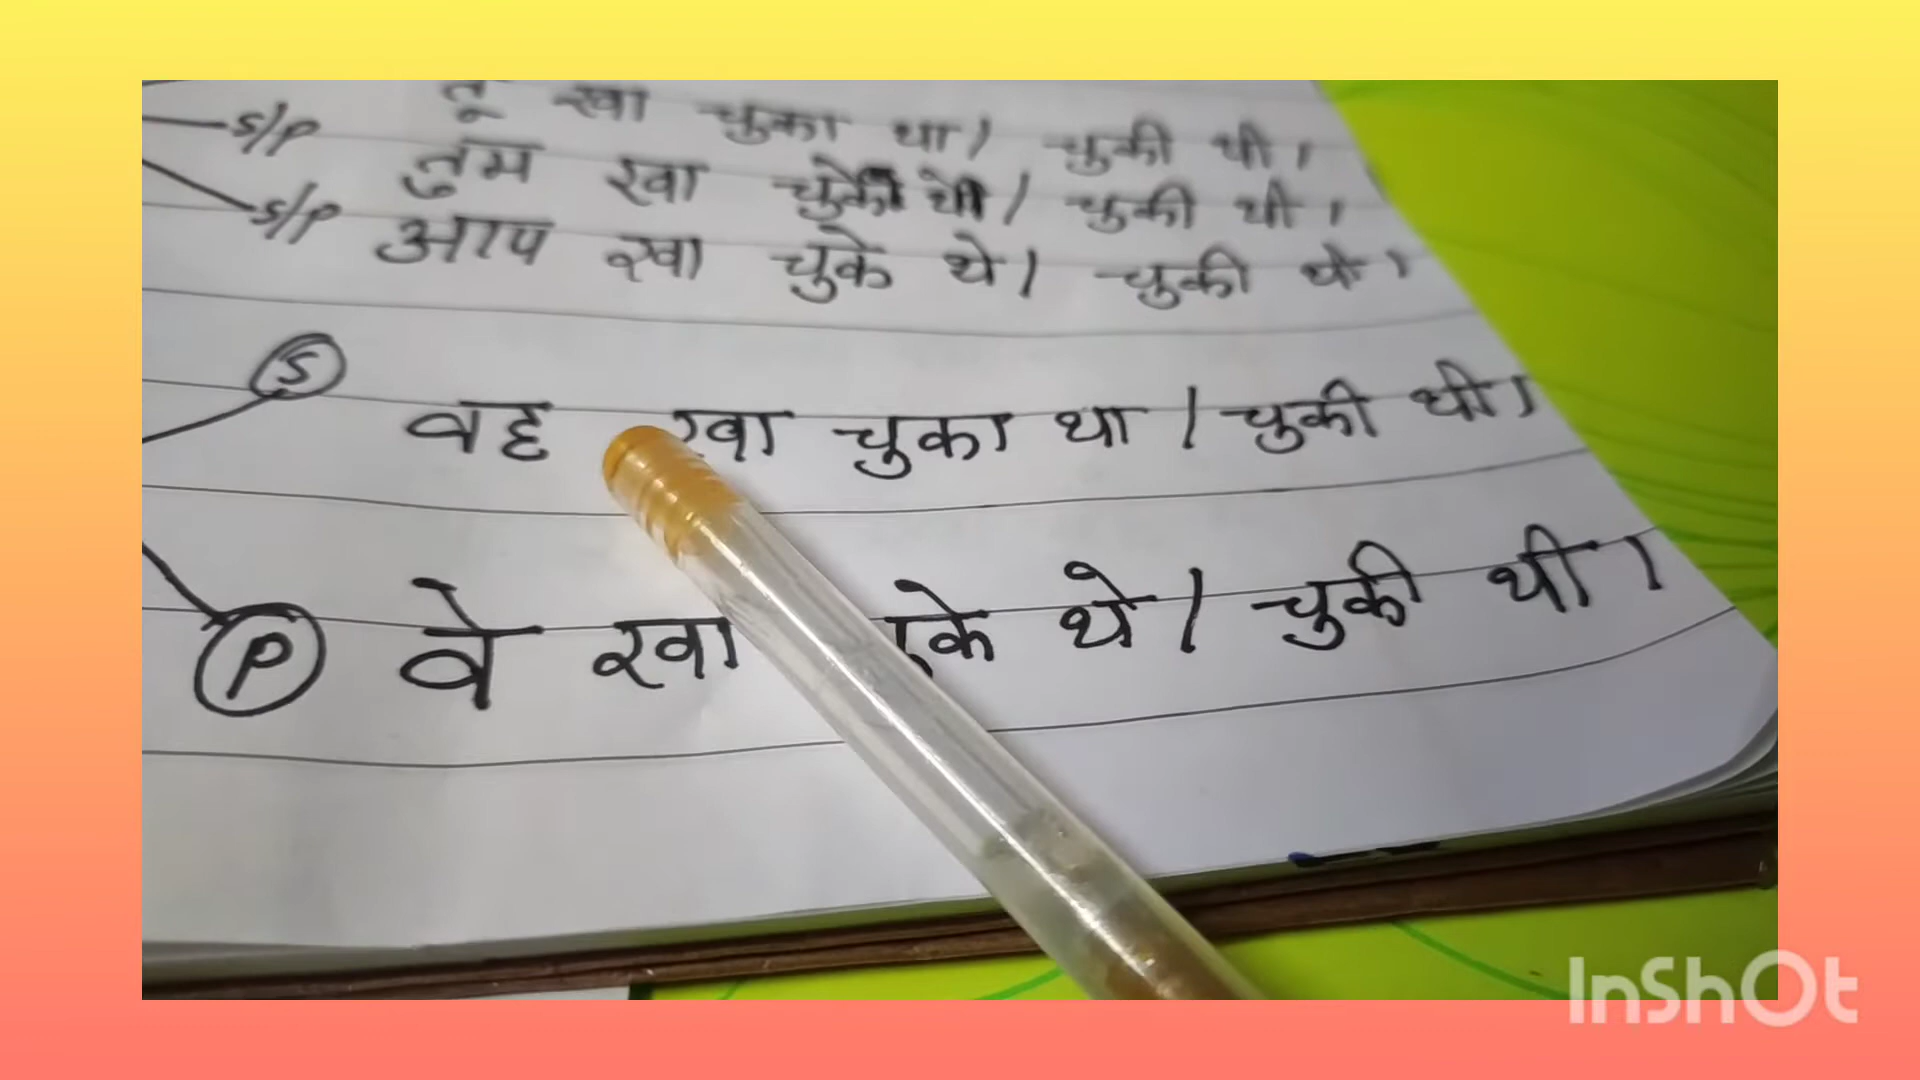 तू खा चुका था / चुकी थी ।
S/P तुम खा चुके थे / चुकी थी ।
S/P आप खा चुके थे / चुकी थी ।
S वह खा चुका था / चुकी थी ।
P वे खा थे / चुकी थी ।
InShOt